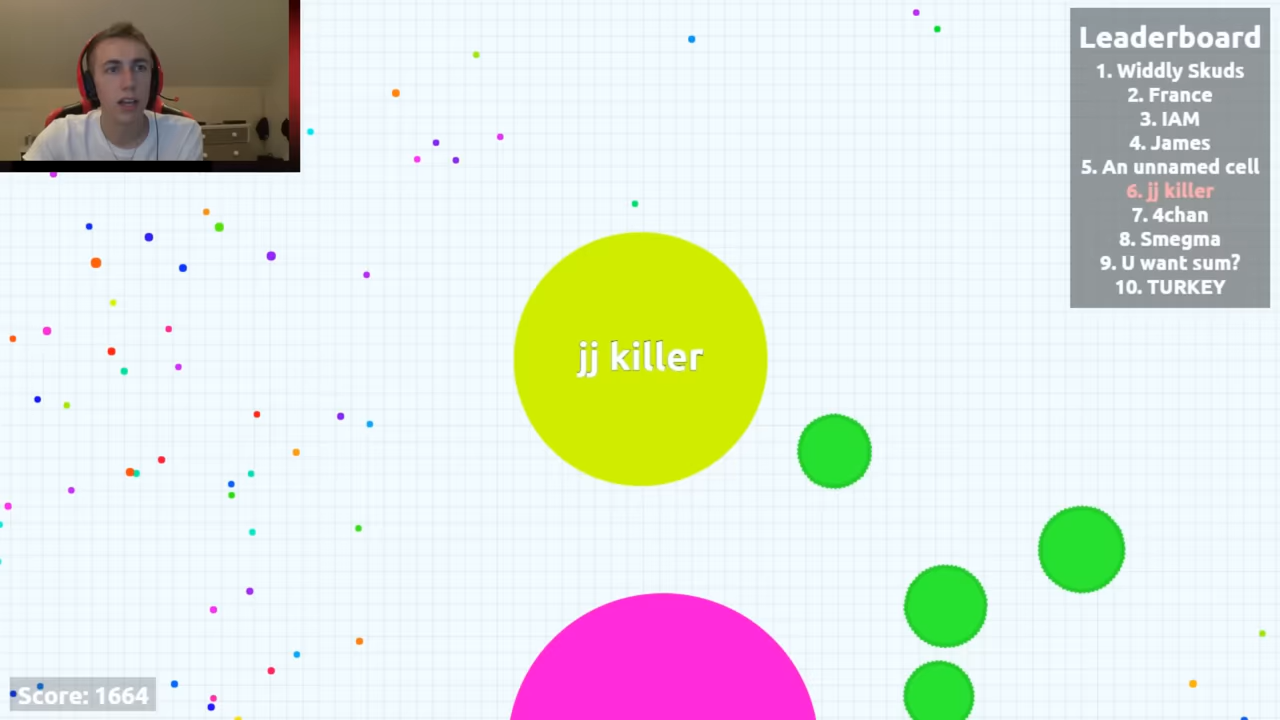 Leaderboard
1. Widdly Skuds
2. France
3. IAM
4. James
5. An unnamed cell
6. jj killer
7. 4chan
8. Smegma
9. U want sum?
10. TURKEY
jj killer
Score: 1664